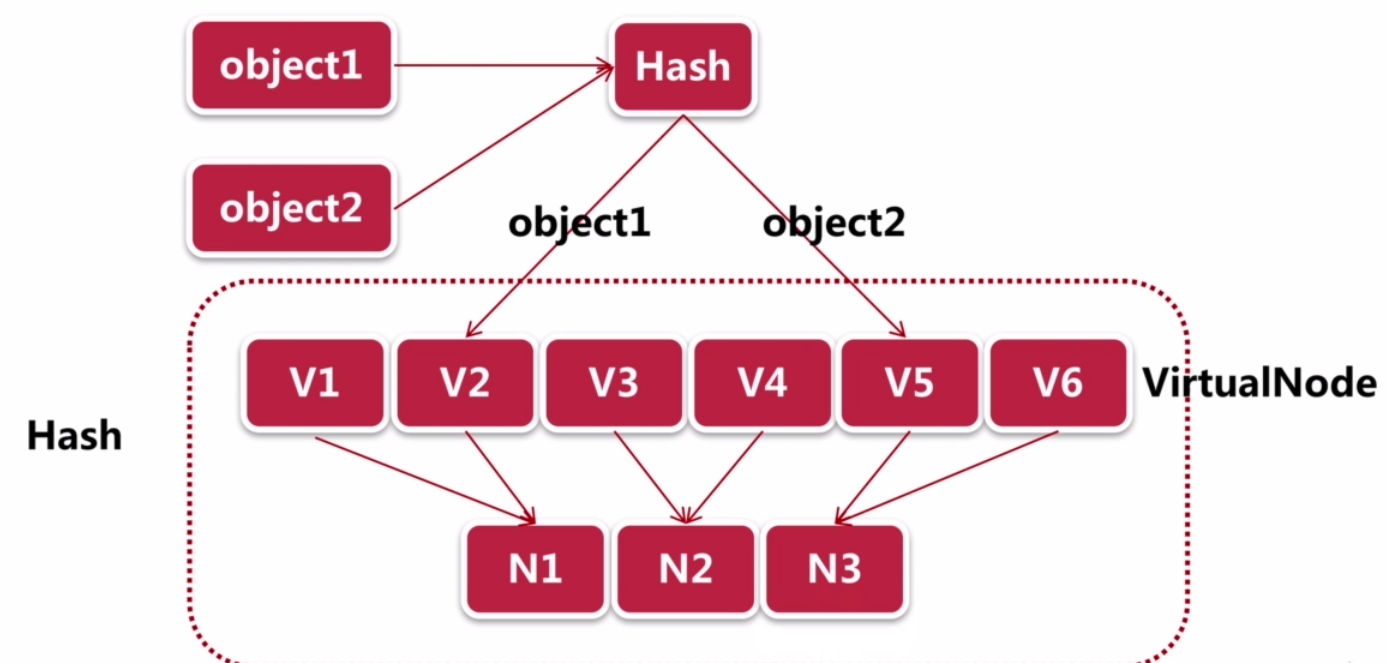 object1
Hash
object2
object1
object2
V1
V2
V3
V4
V5
V6
VirtualNode
Hash
N1
N2
N3